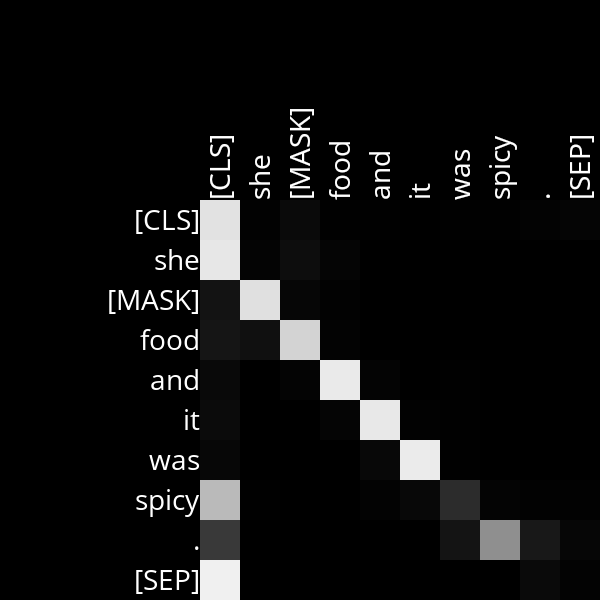 [CLS] she [MASK] food and it was spicy . [SEP]
[CLS]
she
[MASK]
food
and
it
was
spicy
.
[SEP]